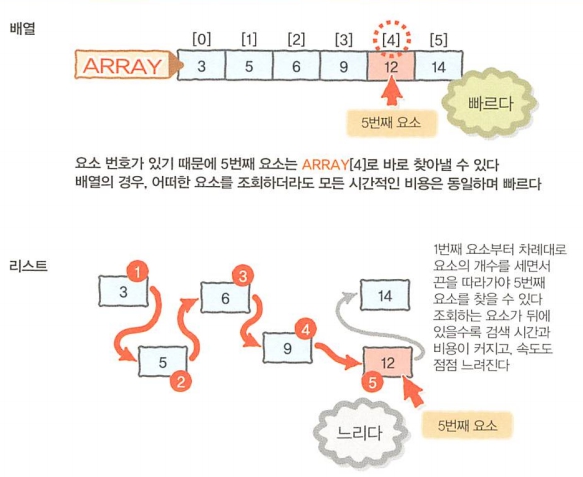 배열
[0] [1] [2] [3] [4] [5]
ARRAY 3 5 6 9 12 14
빠르다
5번째 요소
요소 번호가 있기 때문에 5번째 요소는 ARRAY[4]로 바로 찾아낼 수 있다
배열의 경우, 어떠한 요소를 조회하더라도 모든 시간적인 비용은 동일하며 빠르다
리스트
1번째 요소부터 차례대로
요소의 개수를 세면서
끈을 따라가야 5번째
요소를 찾을 수 있다
조회하는 요소가 뒤에
있을수록 검색 시간과
비용이 커지고, 속도도
점점 느려진다
1
3
5
2
3
6
4
9
14
12
5
5번째 요소
느리다